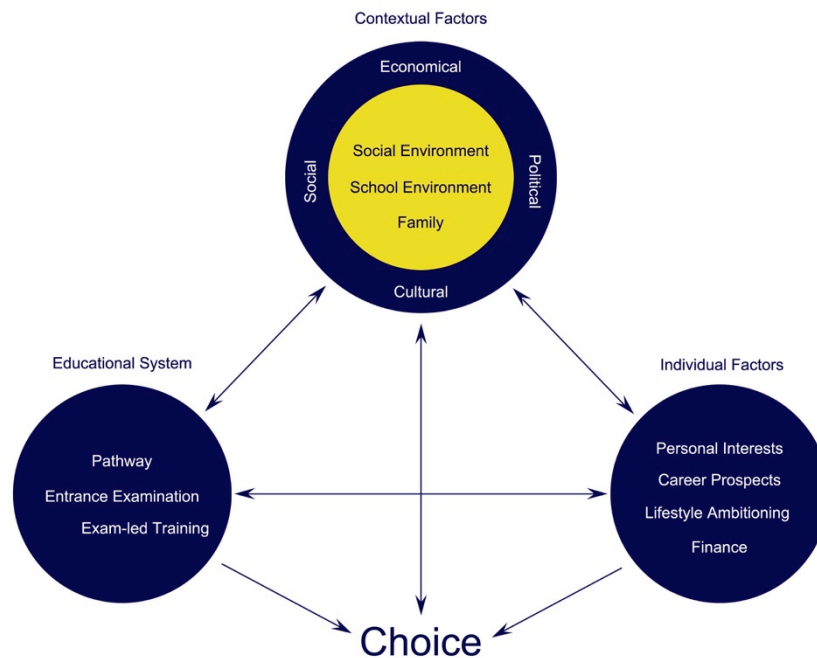 Contextual Factors
Economical
Social
Political
Social Environment
School Environment
Family
Cultural
Educational System
Individual Factors
Pathway
Entrance Examination
Exam-led Training
Personal Interests
Career Prospects
Lifestyle Ambitioning
Finance
Choice